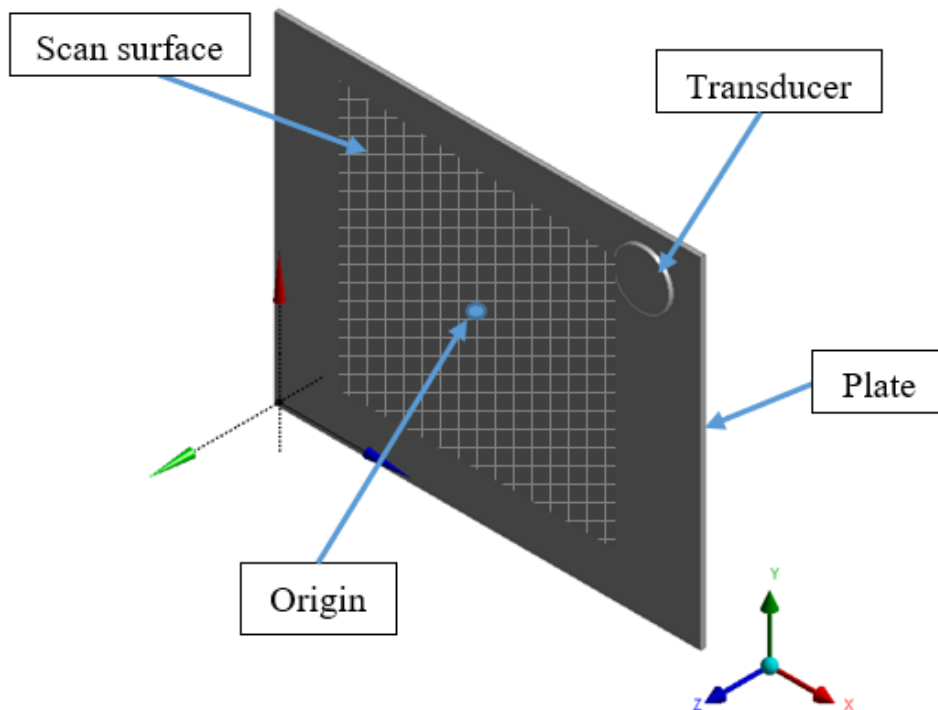 Scan surface
Transducer
Plate
Origin
Y
Z
X